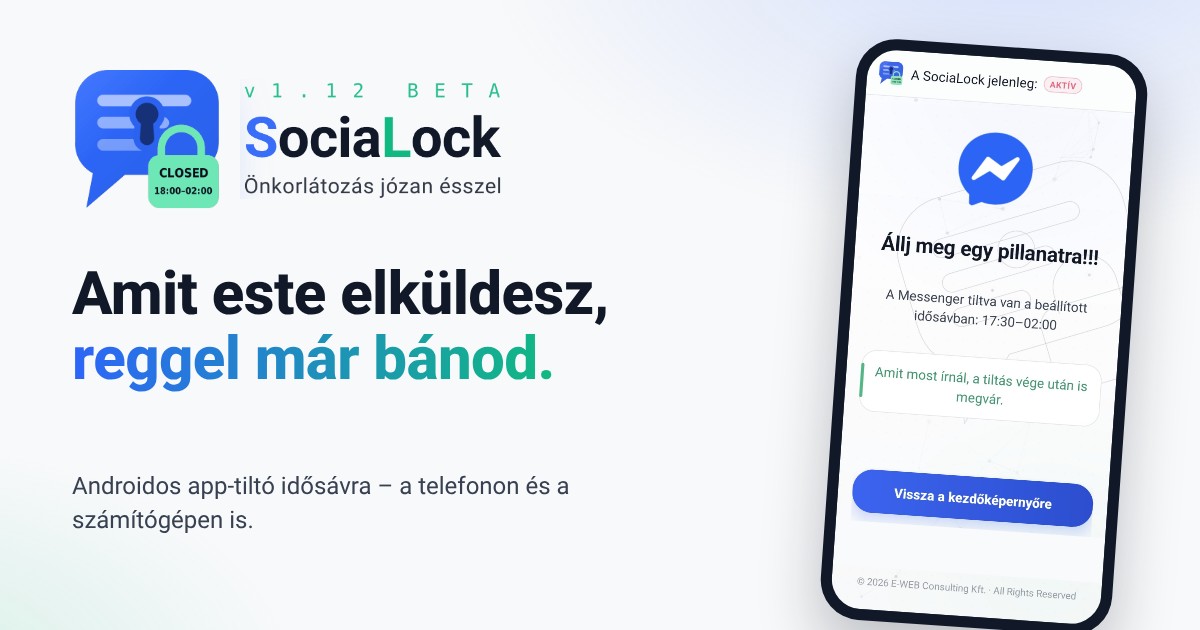 CLOSED
18:00-02:00
v1.12 BETA
SociaLock
Önkorlátozás józan ésszel
Amit este elküldesz,
reggel már bánod.
Androidos app-tiltó idősávra – a telefonon és a
számítógépen is.
A SociaLock jelenleg: AKTÍV
Állj meg egy pillanatra!!!
A Messenger tiltva van a beállított
idősávban: 17:30–02:00
Amit most írnál, a tiltás vége után is
megvár.
Vissza a kezdőképernyőre
© 2026 E-WEB Consulting Kft. · All Rights Reserved